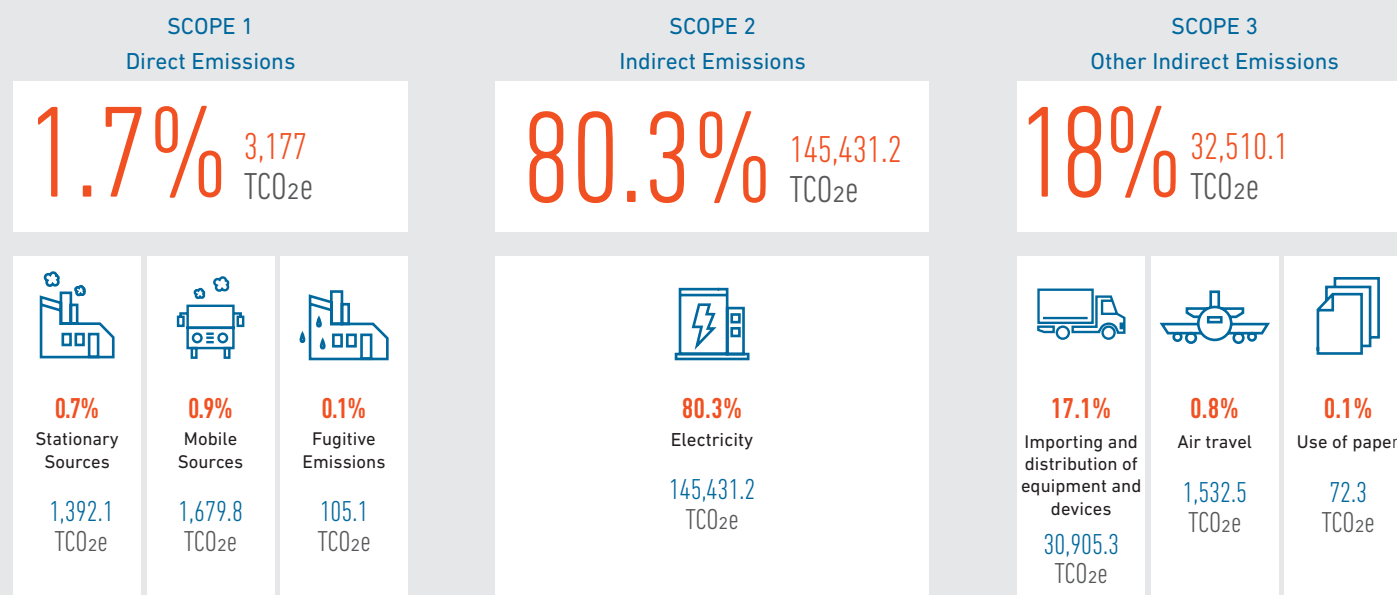 SCOPE 1
Direct Emissions
1.7%
3,177
TCO2e
0.7%
Stationary
Sources
1,392.1
TCO2e
0.9%
Mobile
Sources
1,679.8
TCO2e
0.1%
Fugitive
Emissions
105.1
TCO2e
SCOPE 2
Indirect Emissions
80.3%
145,431.2
TCO2e
80.3%
Electricity
145,431.2
TCO2e
SCOPE 3
Other Indirect Emissions
18%
32,510.1
TCO2e
17.1%
Importing and
distribution of
equipment and
devices
30,905.3
TCO2e
0.8%
Air travel
1,532.5
TCO2e
0.1%
Use of paper
72.3
TCO2e